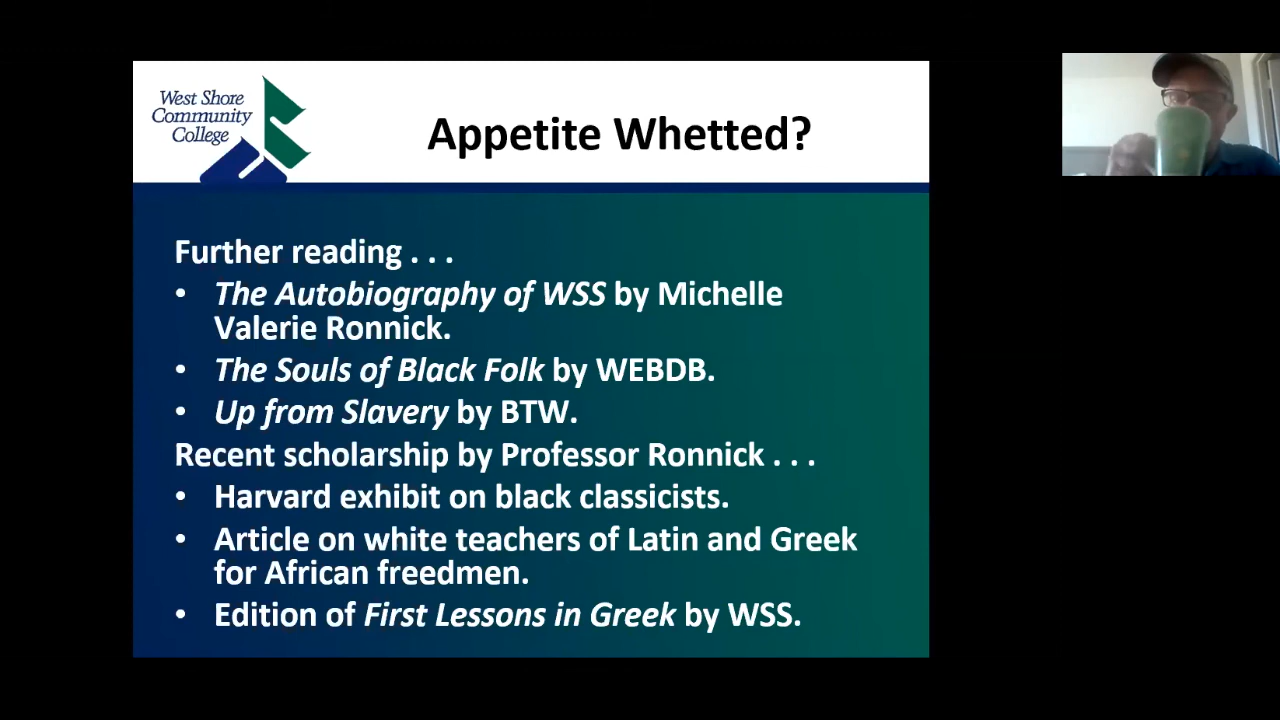 West Shore
Community
College
Appetite Whetted?
Further reading . . .
• The Autobiography of WSS by Michelle
Valerie Ronnick.
• The Souls of Black Folk by WEBDB.
• Up from Slavery by BTW.
Recent scholarship by Professor Ronnick . . .
• Harvard exhibit on black classicists.
• Article on white teachers of Latin and Greek
for African freedmen.
• Edition of First Lessons in Greek by WSS.